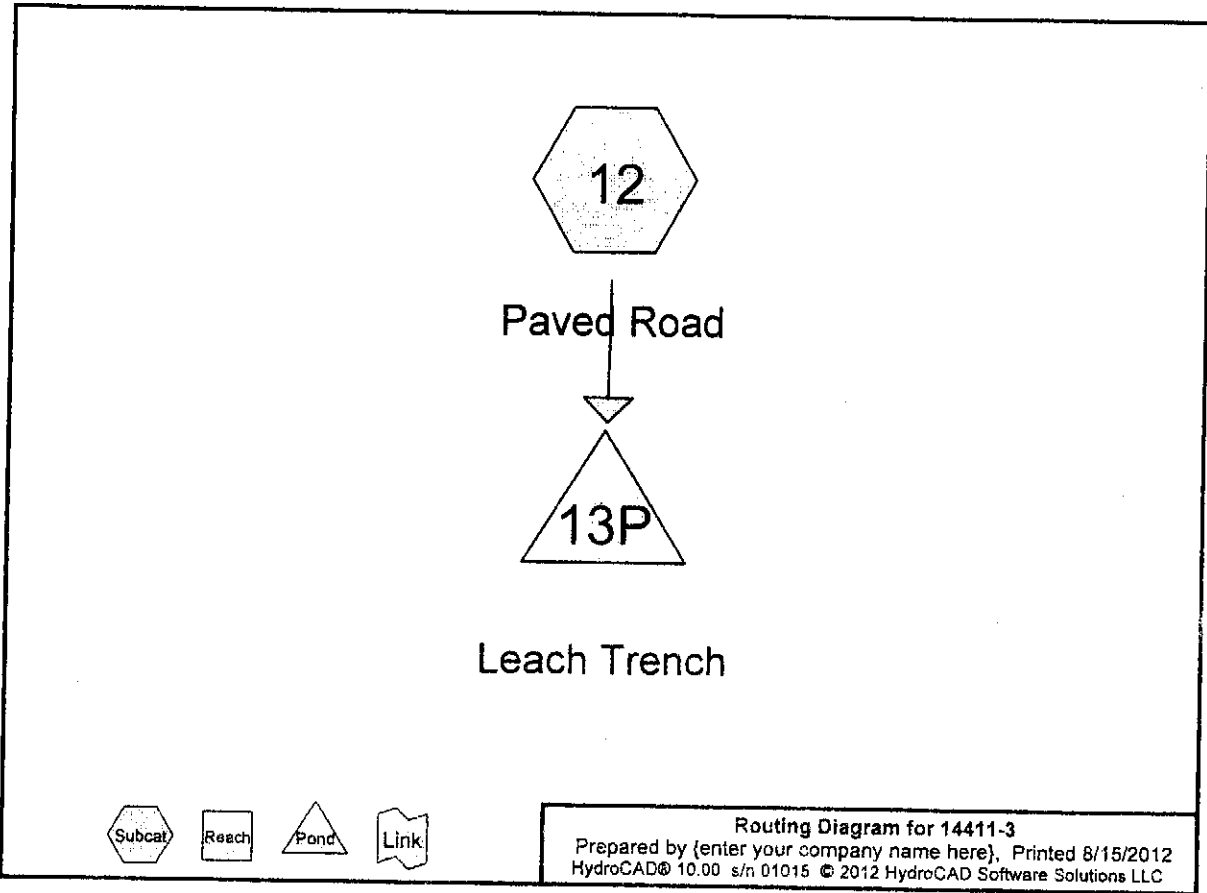 12
Paved Road
13P
Leach Trench
Subcat
Reach
Pond
Link
Routing Diagram for 14411-3
Prepared by {enter your company name here}, Printed 8/15/2012
HydroCAD® 10.00 s/n 01015 © 2012 HydroCAD Software Solutions LLC